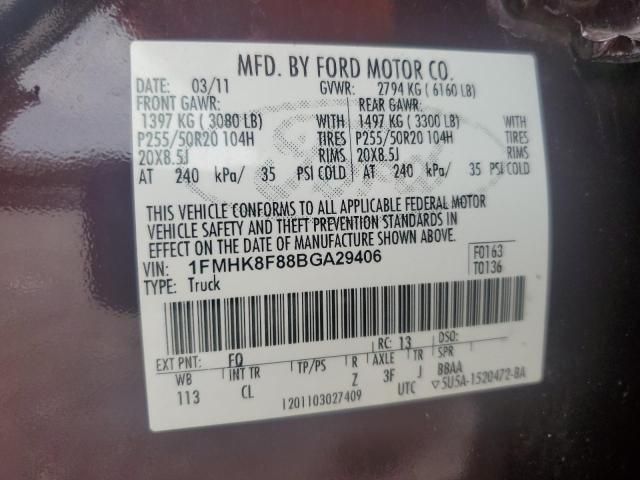 MFD. BY FORD MOTOR CO.
DATE: 03/11 GVWR: 2794 KG ( 6160 LB)
FRONT GAWR: REAR GAWR:
1397 KG ( 3080 LB) WITH 1497 KG ( 3300 LB) WITH
P255/50R20 104H TIRES P255/50R20 104H TIRES
20X8.5J RIMS 20X8.5J RIMS
AT 240 kPa/ 35 PSI COLD AT 240 kPa/ 35 PSI COLD
THIS VEHICLE CONFORMS TO ALL APPLICABLE FEDERAL MOTOR
VEHICLE SAFETY AND THEFT PREVENTION STANDARDS IN
EFFECT ON THE DATE OF MANUFACTURE SHOWN ABOVE.
VIN: 1FMHK8F88BGA29406 F0163
TYPE: Truck T0136
EXT PNT: FQ RC: 13 DSO:
WB INT TR TP/PS R AXLE TR SPR
113 CL Z 3F J BBAA
1201103027409 UTC ▽5U5A-1520472-BA